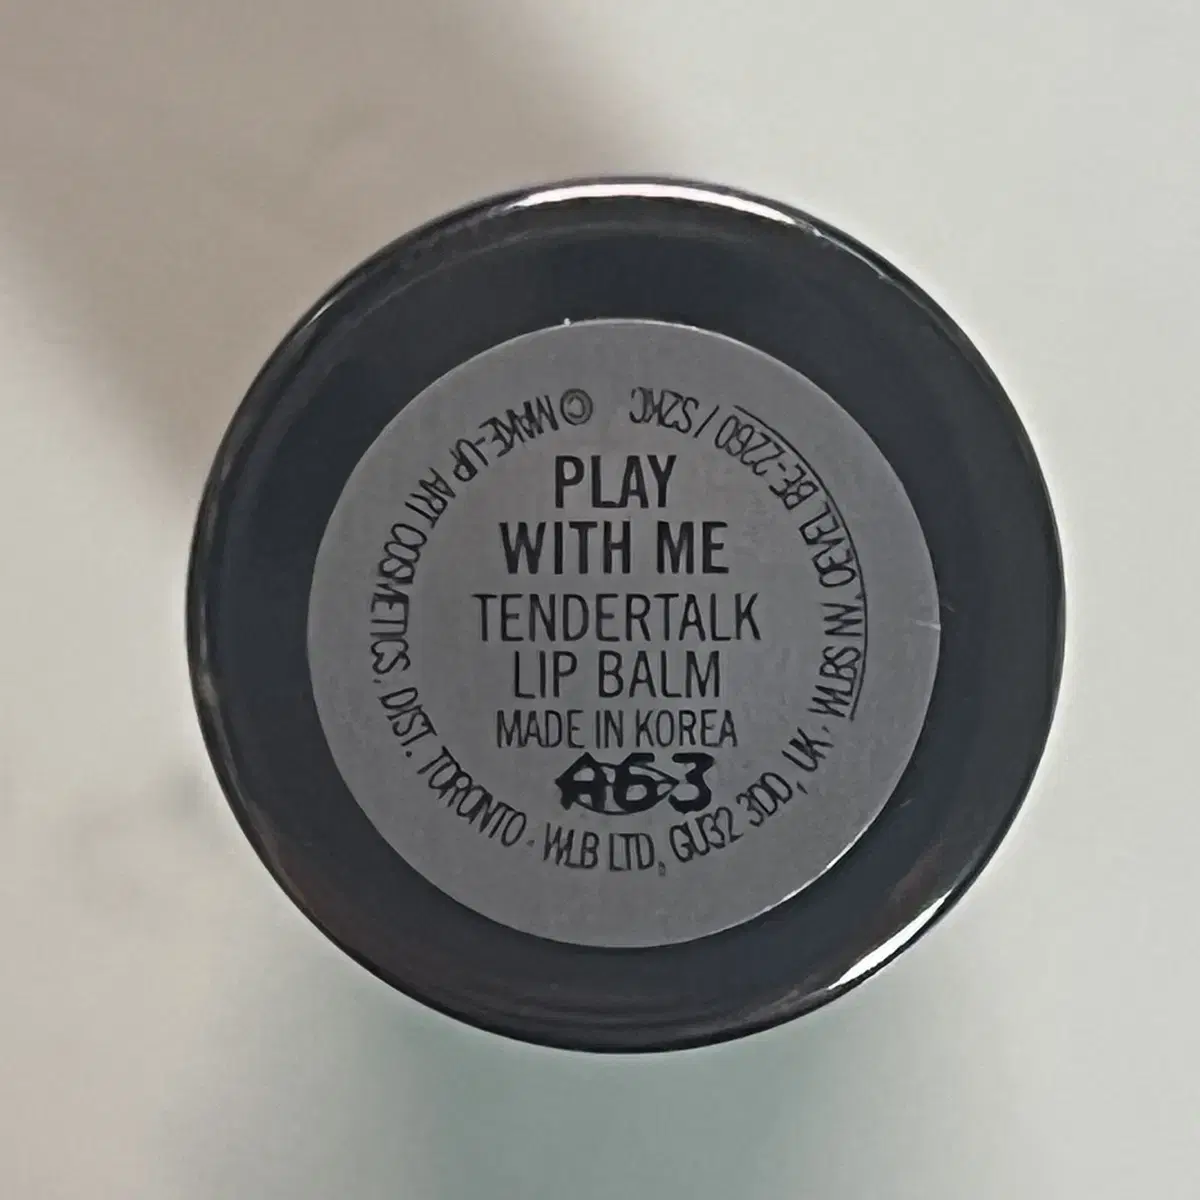 PLAY
WITH ME
TENDERTALK
LIP BALM
MADE IN KOREA
A63
© MAKE-UP ART COSMETICS, DIST. TORONTO · WLB LTD, GU32 3DD, UK · WLBS NV, OEVEL BE-2260 /